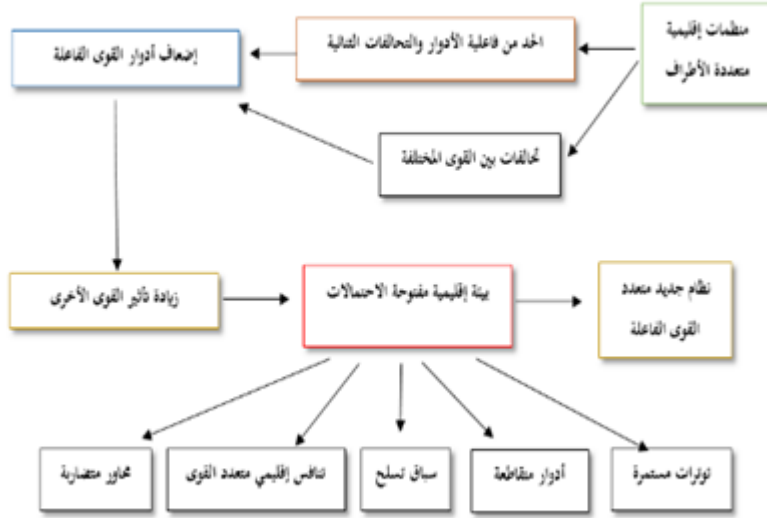 منظمات إقليمية
متعددة الأطراف
الحد من فاعلية الأدوار والتحالفات الثنائية
إضعاف أدوار القوى الفاعلة
تحالفات بين القوى المختلفة
زيادة تأثير القوى الأخرى
بيئة إقليمية مفتوحة الاحتمالات
نظام جديد متعدد
القوى الفاعلة
توترات مستمرة
أدوار متقاطعة
سباق تسلح
تنافس إقليمي متعدد القوى
محاور متضاربة